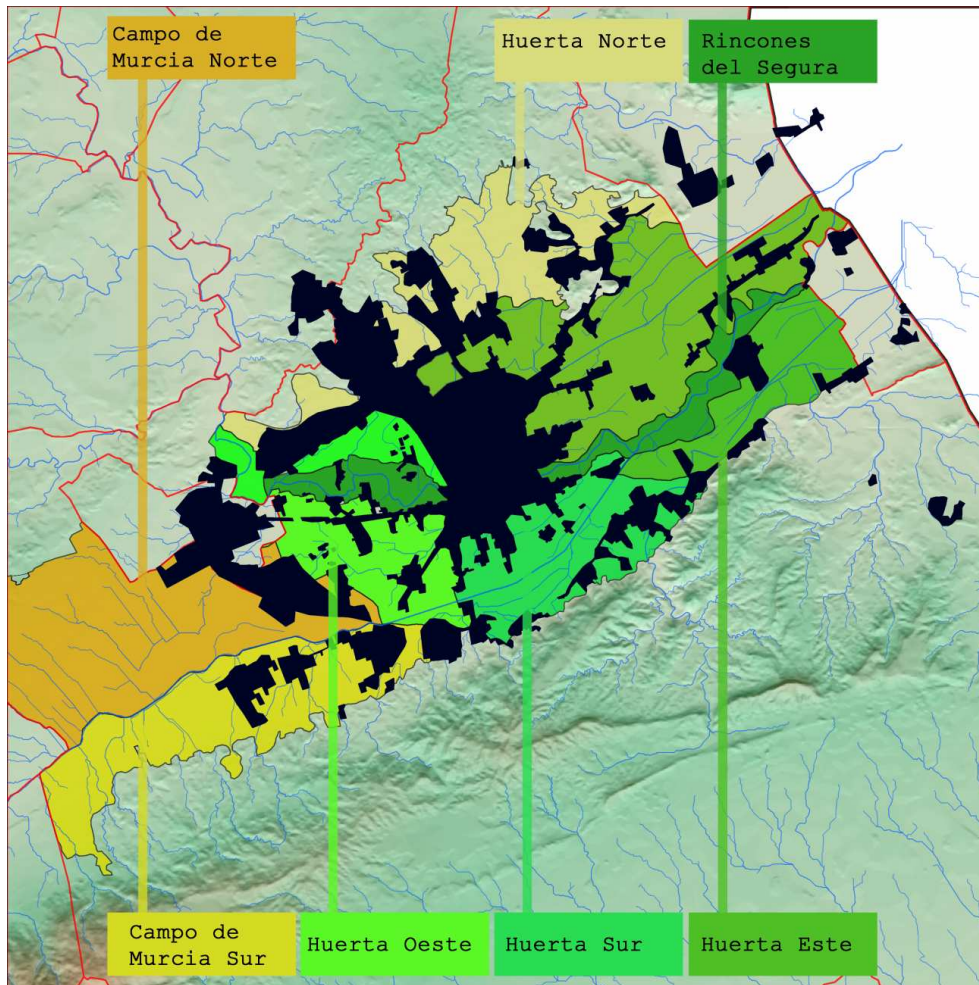 Campo de
Murcia Norte
Huerta Norte
Rincones
del Segura
Campo de
Murcia Sur
Huerta Oeste
Huerta Sur
Huerta Este